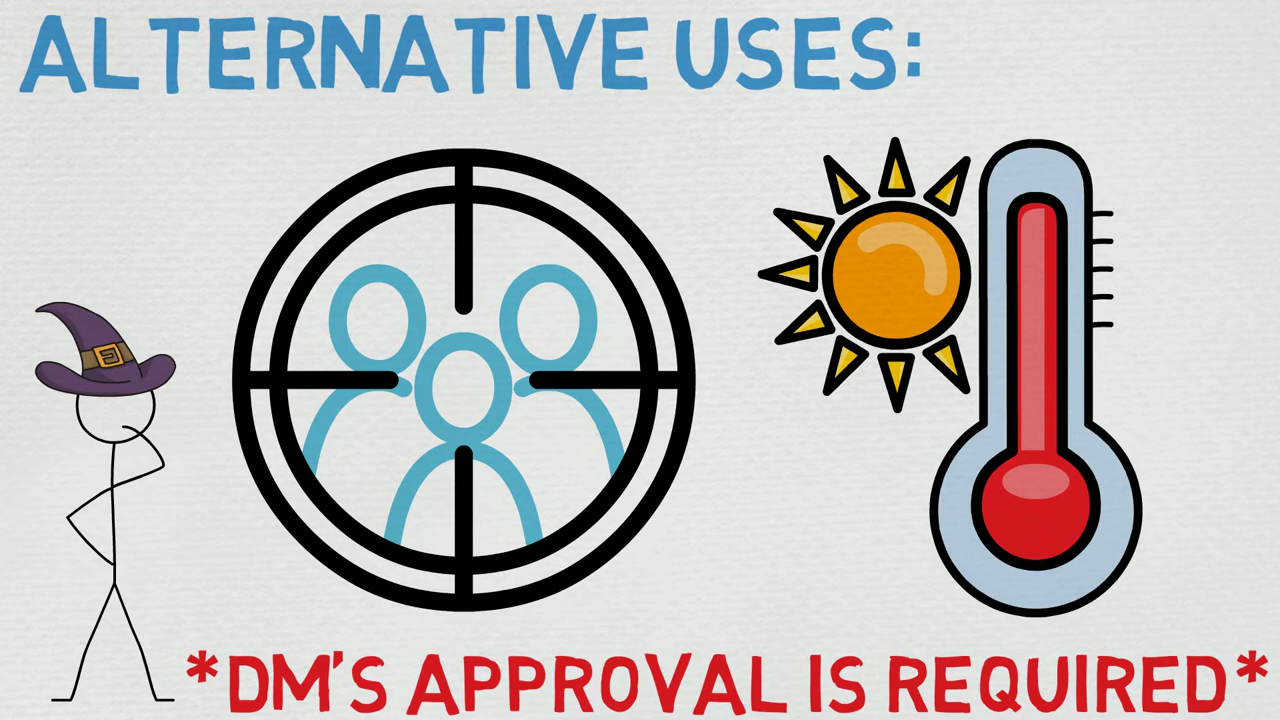 ALTERNATIVE USES:
*DM'S APPROVAL IS REQUIRED*